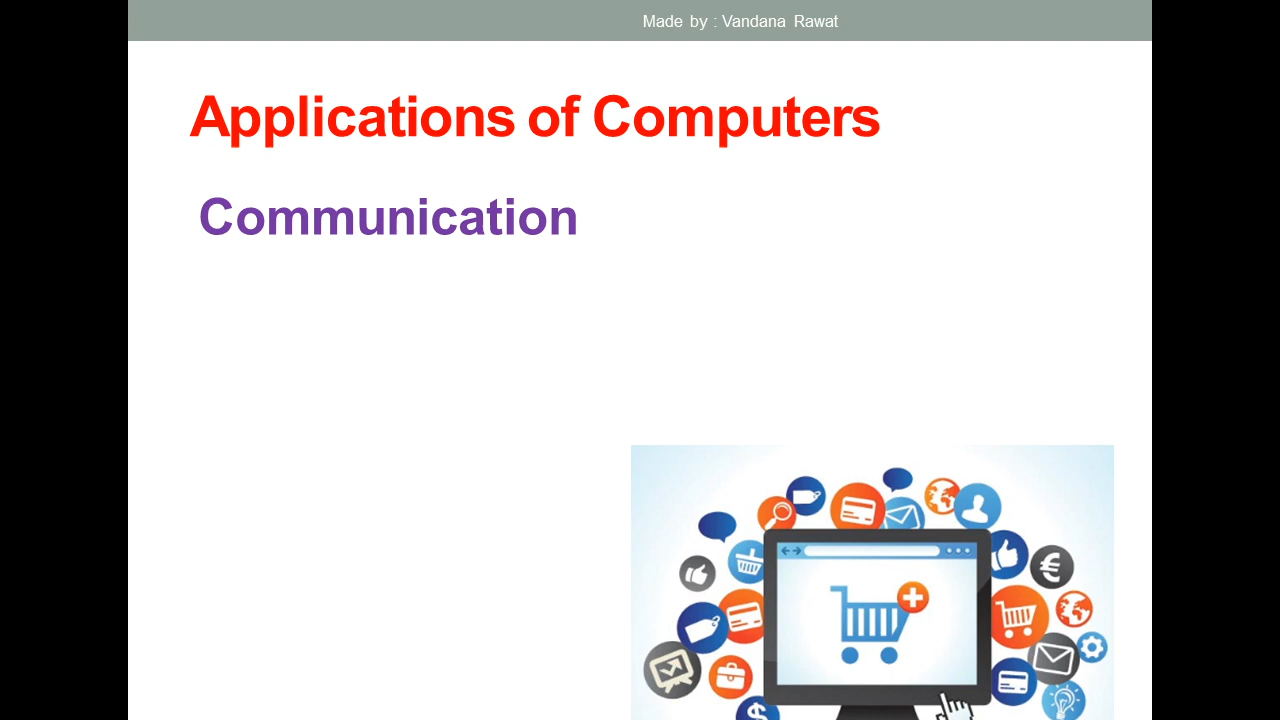 Made by : Vandana Rawat
Applications of Computers
Communication